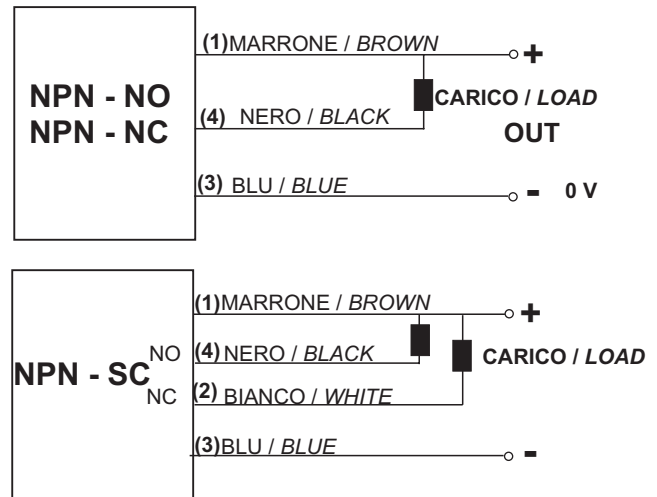 (1)MARRONE / BROWN +
NPN - NO
NPN - NC
CARICO / LOAD
(4) NERO / BLACK
OUT
(3) BLU / BLUE - 0 V
(1)MARRONE / BROWN +
NO (4) NERO / BLACK
CARICO / LOAD
NPN - SC
NC (2) BIANCO / WHITE
(3)BLU / BLUE -